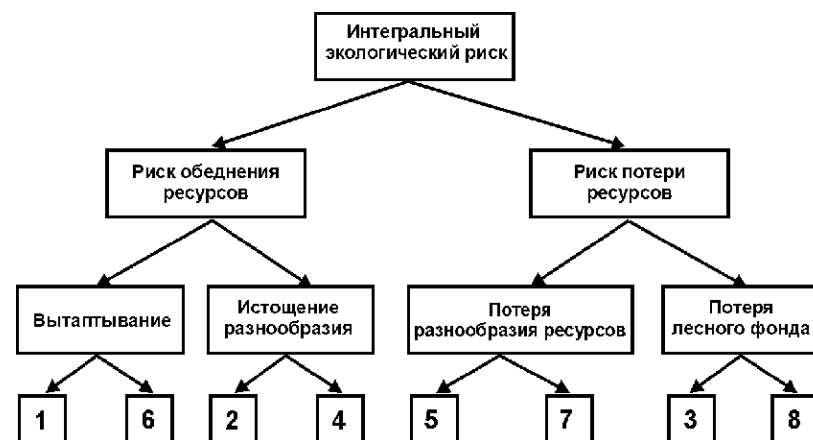 Интегральный
экологический риск
Риск обеднения
ресурсов
Риск потери
ресурсов
Вытаптывание
Истощение
разнообразия
Потеря
разнообразия ресурсов
Потеря
лесного фонда
1
6
2
4
5
7
3
8